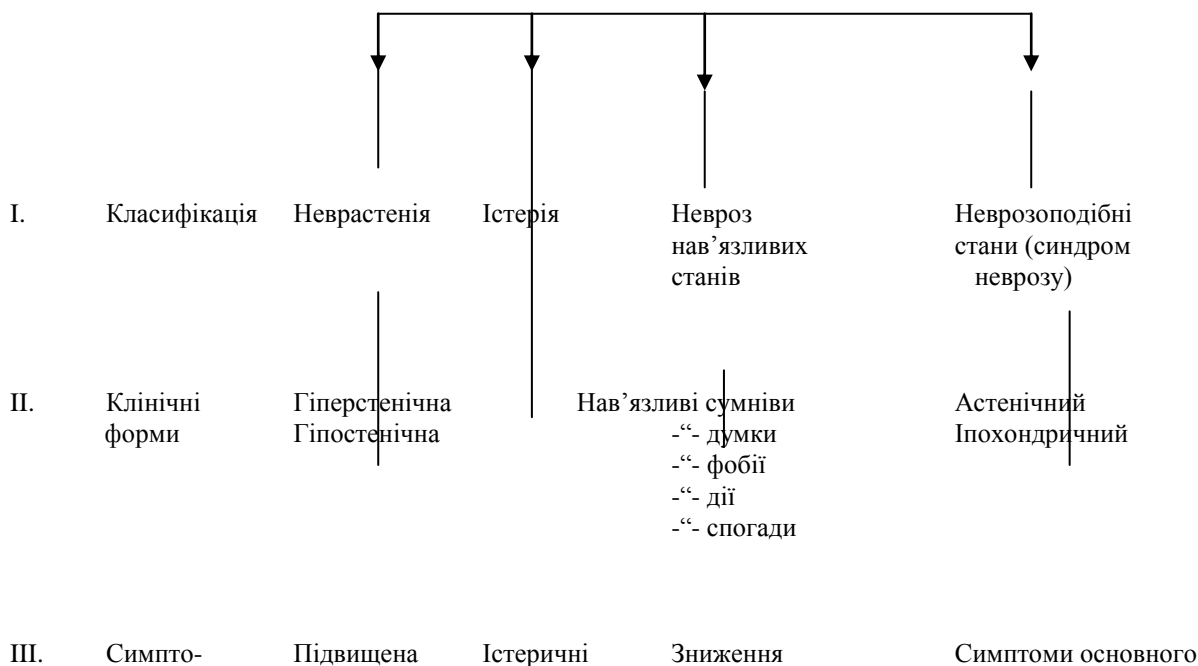 I. Класифікація Неврастенія Істерія Невроз Неврозоподібні
нав’язливих стани (синдром
станів неврозу)
II. Клінічні Гіперстенічна Нав’язливі сумніви Астенічний
форми Гіпостенічна -“- думки Іпохондричний
-“- фобії
-“- дії
-“- спогади
III. Симпто- Підвищена Істеричні Зниження Симптоми основного